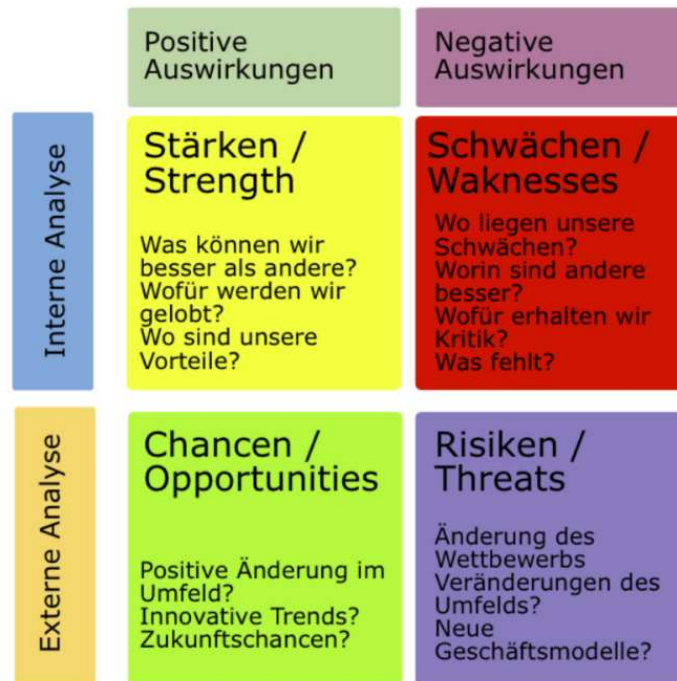 Positive
Auswirkungen
Negative
Auswirkungen
Interne Analyse
Stärken /
Strength
Was können wir
besser als andere?
Wofür werden wir
gelobt?
Wo sind unsere
Vorteile?
Schwächen /
Waknesses
Wo liegen unsere
Schwächen?
Worin sind andere
besser?
Wofür erhalten wir
Kritik?
Was fehlt?
Externe Analyse
Chancen /
Opportunities
Positive Änderung im
Umfeld?
Innovative Trends?
Zukunftschancen?
Risiken /
Threats
Änderung des
Wettbewerbs
Veränderungen des
Umfelds?
Neue
Geschäftsmodelle?